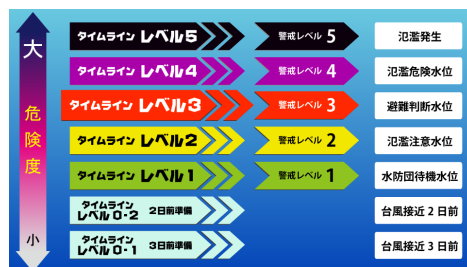 大
危険度
小
タイムライン レベル5 警戒レベル 5 氾濫発生
タイムライン レベル4 警戒レベル 4 氾濫危険水位
タイムライン レベル3 警戒レベル 3 避難判断水位
タイムライン レベル2 警戒レベル 2 氾濫注意水位
タイムライン レベル1 警戒レベル 1 水防団待機水位
タイムライン
レベル0-2 2日前準備 台風接近2日前
タイムライン
レベル0-1 3日前準備 台風接近3日前